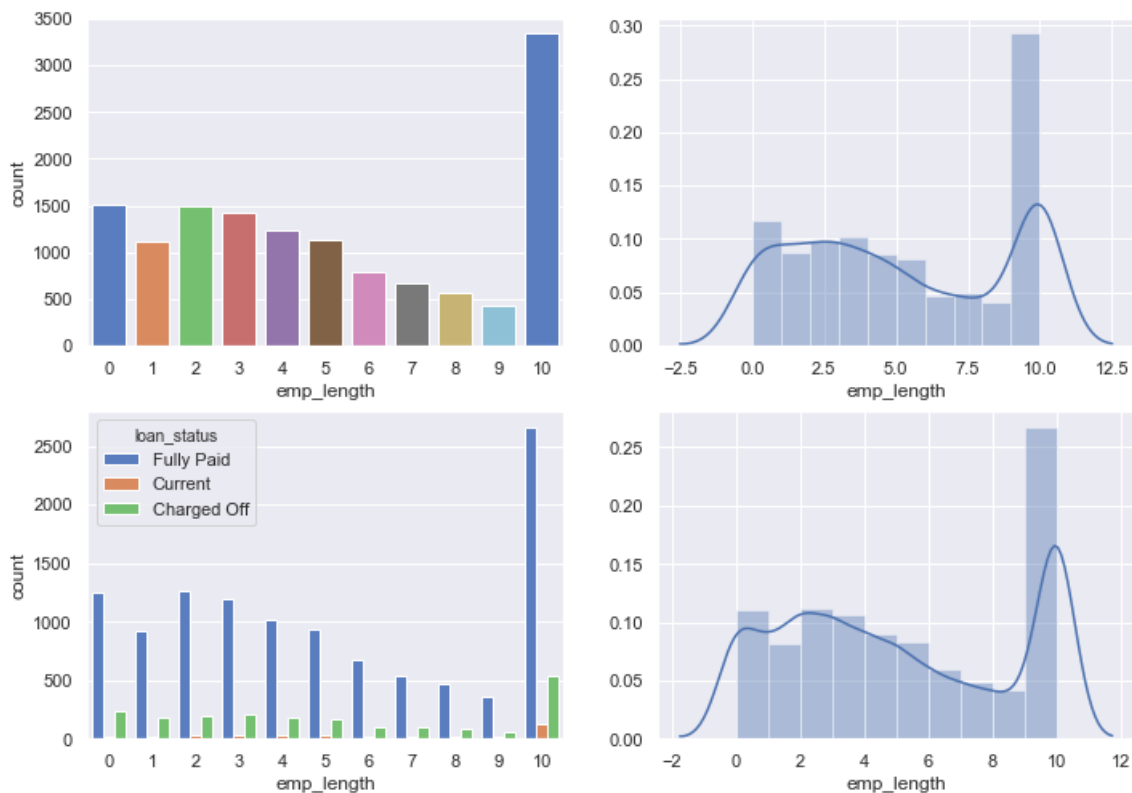 3500
3000
2500
2000
1500
1000
500
0
count
0 1 2 3 4 5 6 7 8 9 10
emp_length
0.30
0.25
0.20
0.15
0.10
0.05
0.00
−2.5 0.0 2.5 5.0 7.5 10.0 12.5
emp_length
2500
2000
1500
1000
500
0
count
loan_status
Fully Paid
Current
Charged Off
0 1 2 3 4 5 6 7 8 9 10
emp_length
0.25
0.20
0.15
0.10
0.05
0.00
−2 0 2 4 6 8 10 12
emp_length